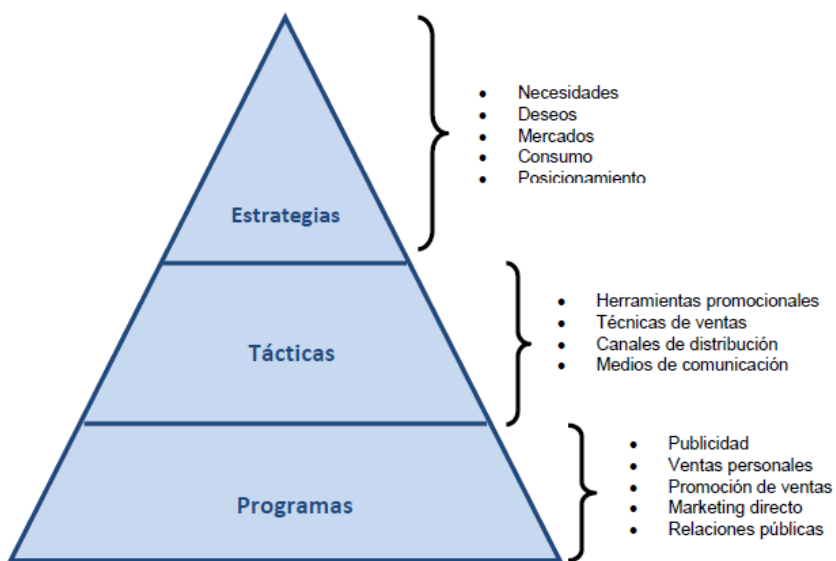 Necesidades
Deseos
Mercados
Consumo
Posicionamiento
Estrategias
Herramientas promocionales
Técnicas de ventas
Canales de distribución
Medios de comunicación
Tácticas
Publicidad
Ventas personales
Promoción de ventas
Marketing directo
Relaciones públicas
Programas